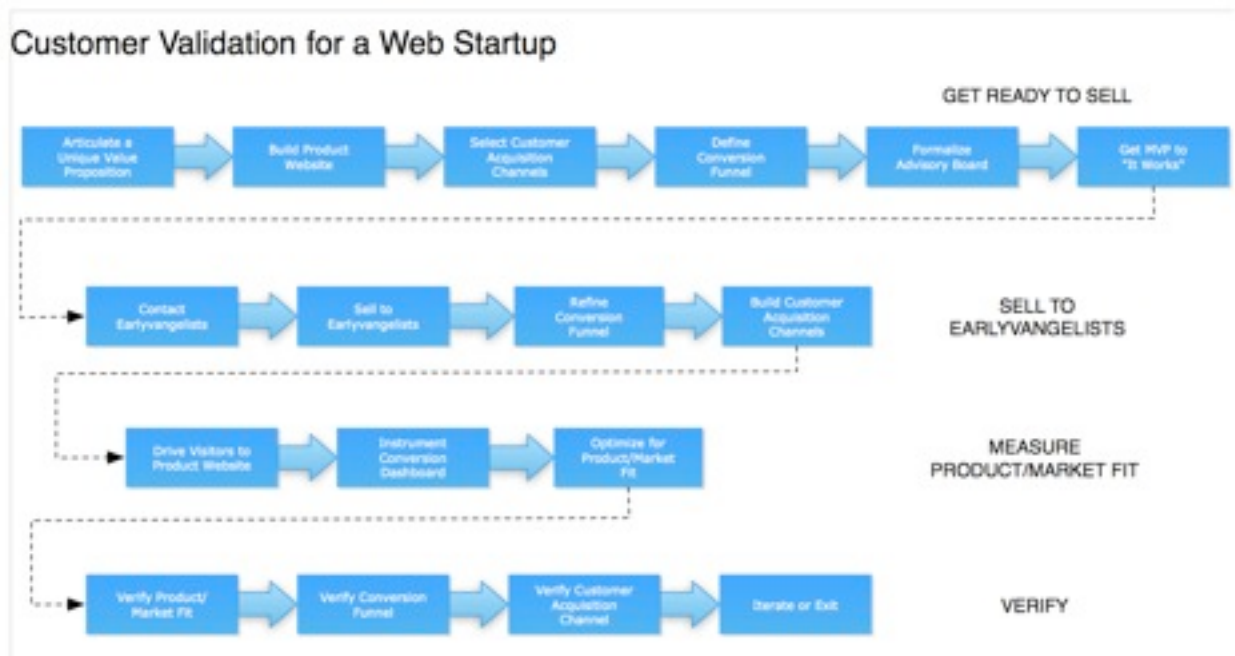 Customer Validation for a Web Startup
GET READY TO SELL
Articulate a
Unique Value
Proposition
Build Product
Website
Select Customer
Acquisition
Channels
Define
Conversion
Funnel
Formalize
Advisory Board
Get MVP to
"It Works"
Contact
Earlyvangelists
Sell to
Earlyvangelists
Refine
Conversion
Funnel
Build Customer
Acquisition
Channels
SELL TO
EARLYVANGELISTS
Drive Visitors to
Product Website
Instrument
Conversion
Dashboard
Optimize for
Product/Market
Fit
MEASURE
PRODUCT/MARKET FIT
Verify Product/
Market Fit
Verify Conversion
Funnel
Verify Customer
Acquisition
Channel
Iterate or Exit
VERIFY